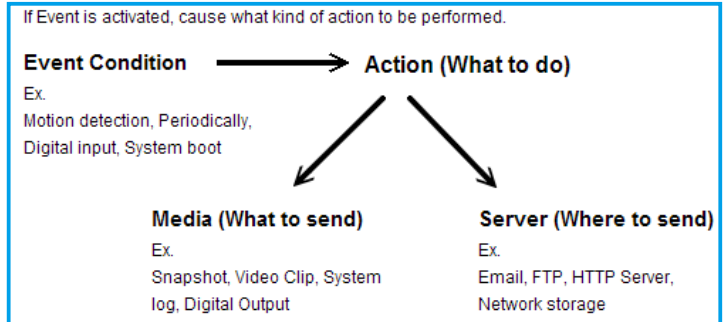 If Event is activated, cause what kind of action to be performed.
Event Condition
Action (What to do)
Ex.
Motion detection, Periodically,
Digital input, System boot
Media (What to send)
Server (Where to send)
Ex.
Ex.
Snapshot, Video Clip, System
Email, FTP, HTTP Server,
log, Digital Output
Network storage